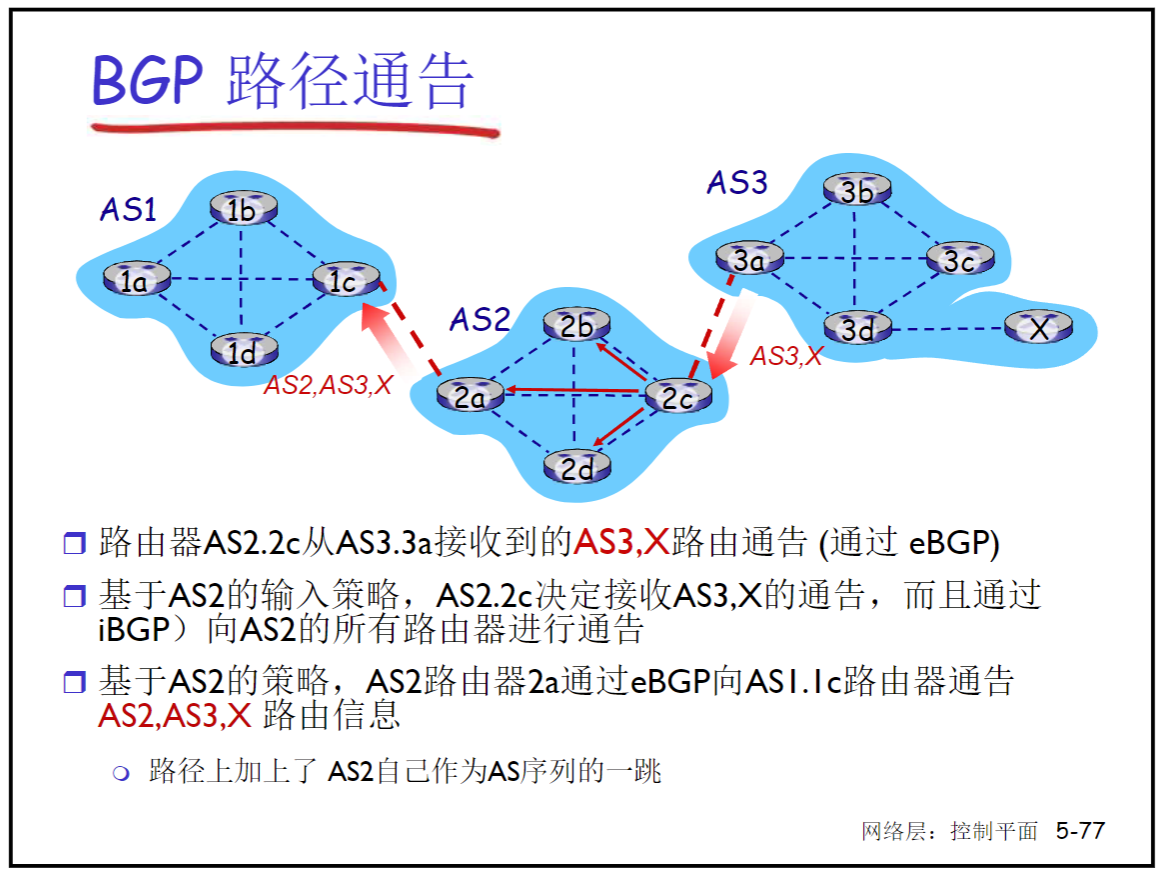 BGP 路径通告
AS1
1b
1a
1c
1d
AS2,AS3,X
AS2
2b
2a
2c
2d
AS3
3b
3a
3c
3d
X
AS3,X
路由器AS2.2c从AS3.3a接收到的AS3,X路由通告 (通过 eBGP)
基于AS2的输入策略，AS2.2c决定接收AS3,X的通告，而且通过
iBGP）向AS2的所有路由器进行通告
基于AS2的策略，AS2路由器2a通过eBGP向AS1.1c路由器通告
AS2,AS3,X 路由信息
路径上加上了 AS2自己作为AS序列的一跳
网络层：控制平面 5-77